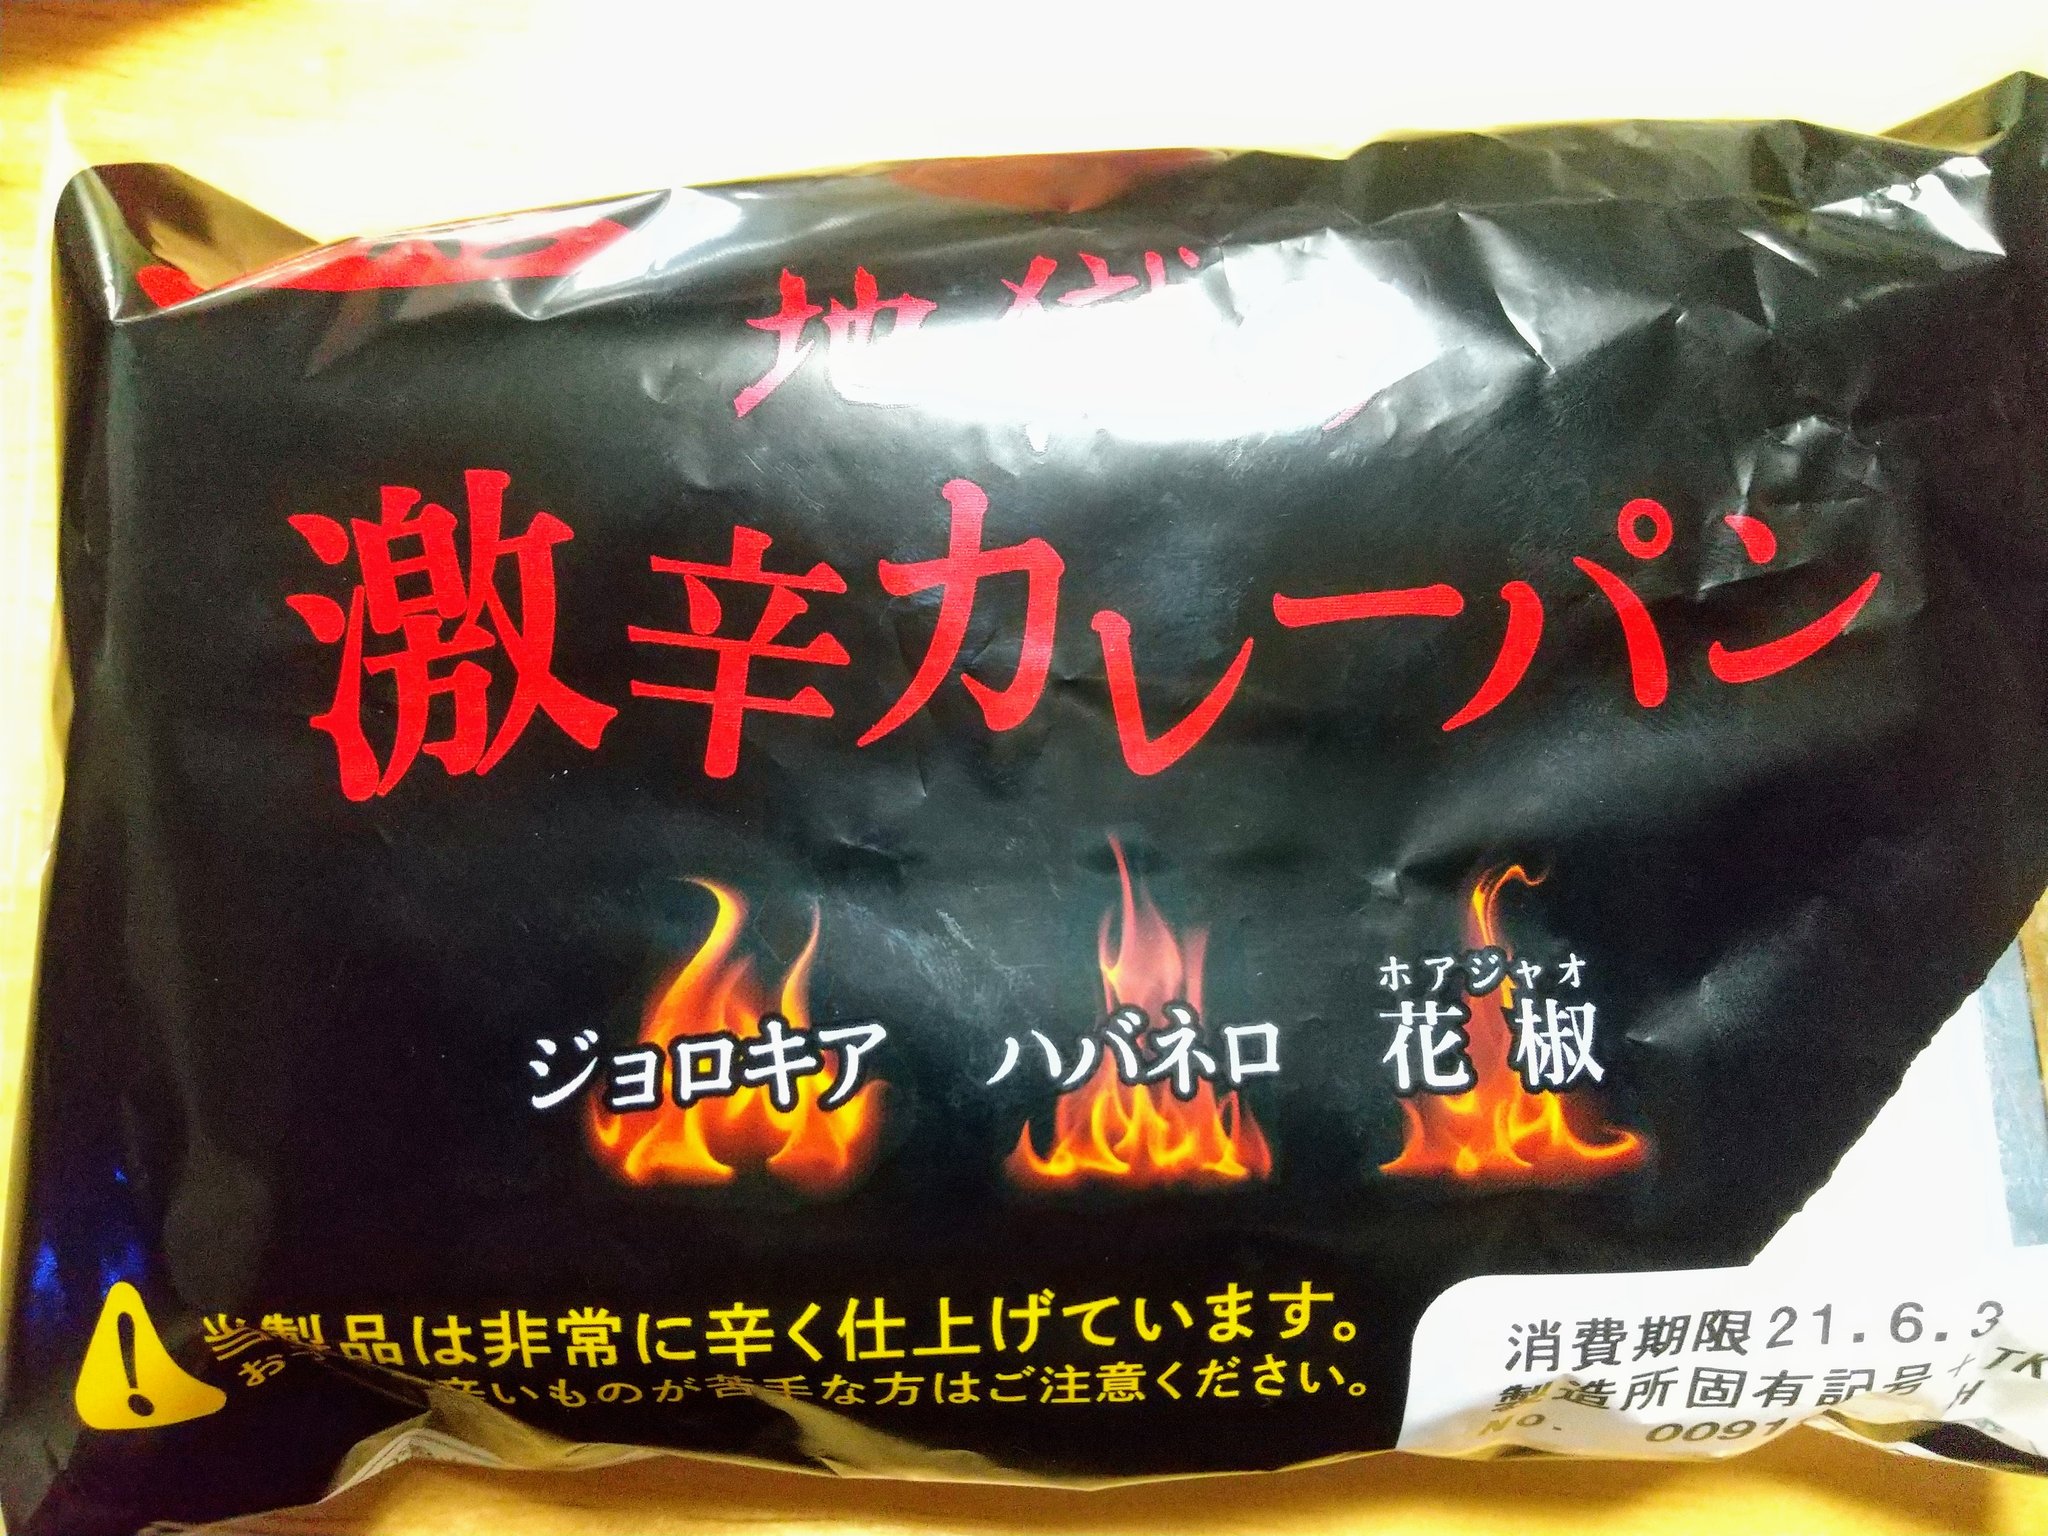 地獄
激辛カレーパン
ジョロキア ハバネロ 花椒
ホアジャオ
当製品は非常に辛く仕上げています。
辛いものが苦手な方はご注意ください。
消費期限21.6.3
製造所固有記号+TK
NO. 0091 H